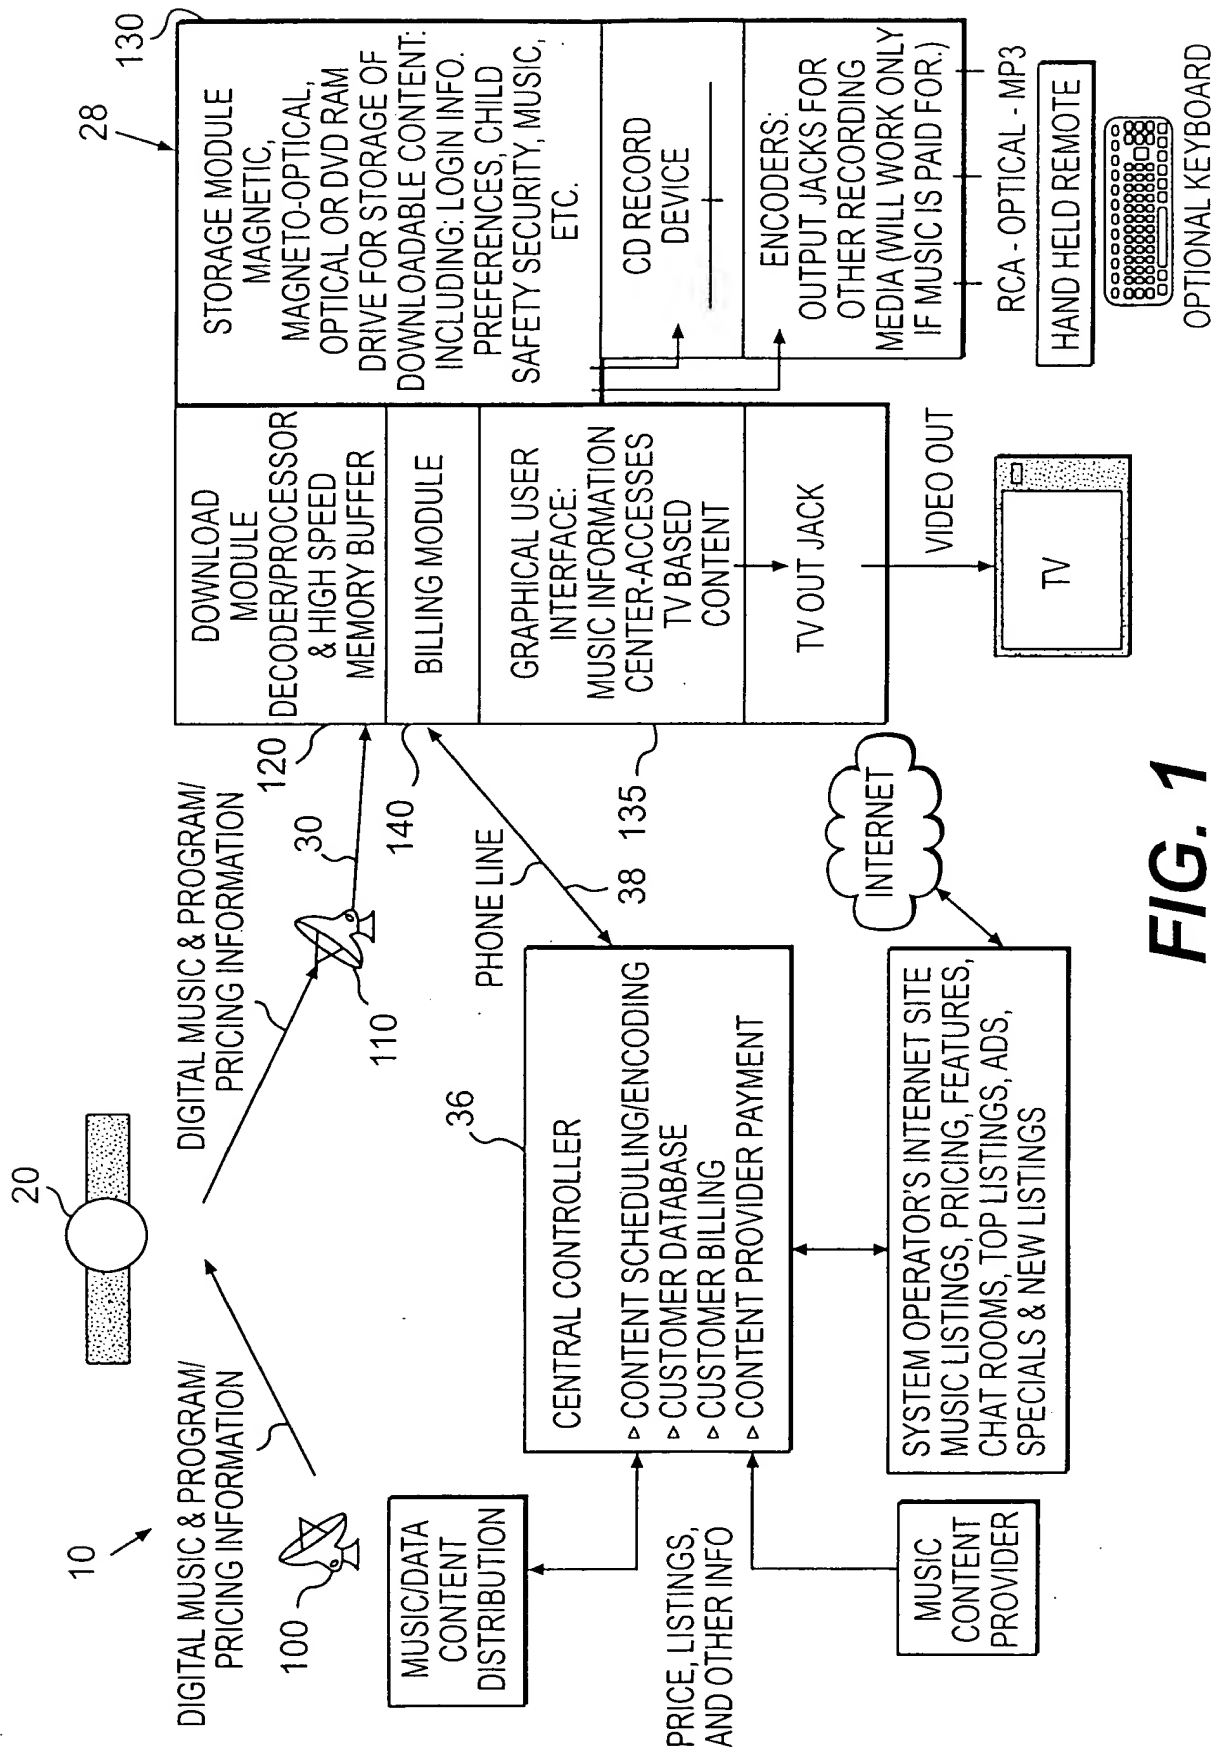 10
DIGITAL MUSIC & PROGRAM/
PRICING INFORMATION
100
20
DIGITAL MUSIC & PROGRAM/
PRICING INFORMATION
110
30
28
130
120
DOWNLOAD
MODULE
DECODER/PROCESSOR
& HIGH SPEED
MEMORY BUFFER
140
BILLING MODULE
135
GRAPHICAL USER
INTERFACE:
MUSIC INFORMATION
CENTER-ACCESSES
TV BASED
CONTENT
TV OUT JACK
VIDEO OUT
TV
STORAGE MODULE
MAGNETIC,
MAGNETO-OPTICAL,
OPTICAL OR DVD RAM
DRIVE FOR STORAGE OF
DOWNLOADABLE CONTENT:
INCLUDING: LOGIN INFO.
PREFERENCES, CHILD
SAFETY SECURITY, MUSIC,
ETC.
CD RECORD
DEVICE
ENCODERS:
OUTPUT JACKS FOR
OTHER RECORDING
MEDIA (WILL WORK ONLY
IF MUSIC IS PAID FOR.)
RCA - OPTICAL - MP3
HAND HELD REMOTE
OPTIONAL KEYBOARD
PHONE LINE
38
36
CENTRAL CONTROLLER
▷ CONTENT SCHEDULING/ENCODING
▷ CUSTOMER DATABASE
▷ CUSTOMER BILLING
▷ CONTENT PROVIDER PAYMENT
MUSIC/DATA
CONTENT
DISTRIBUTION
PRICE, LISTINGS,
AND OTHER INFO
MUSIC
CONTENT
PROVIDER
SYSTEM OPERATOR'S INTERNET SITE
MUSIC LISTINGS, PRICING, FEATURES,
CHAT ROOMS, TOP LISTINGS, ADS,
SPECIALS & NEW LISTINGS
INTERNET
FIG. 1